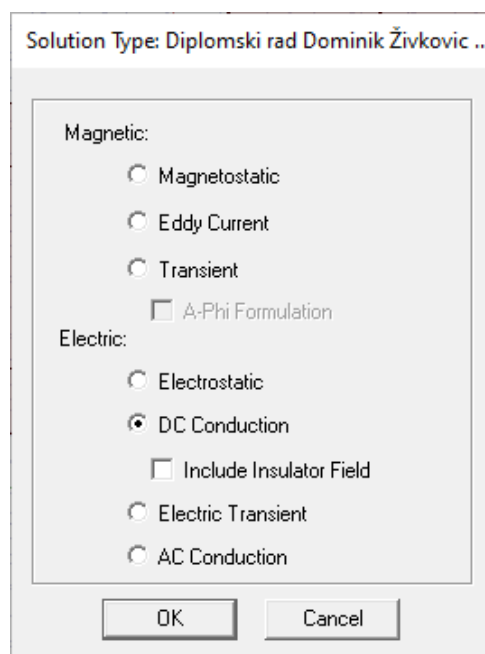 Solution Type: Diplomski rad Dominik Živkovic ..
Magnetic:
Magnetostatic
Eddy Current
Transient
A-Phi Formulation
Electric:
Electrostatic
DC Conduction
Include Insulator Field
Electric Transient
AC Conduction
OK Cancel